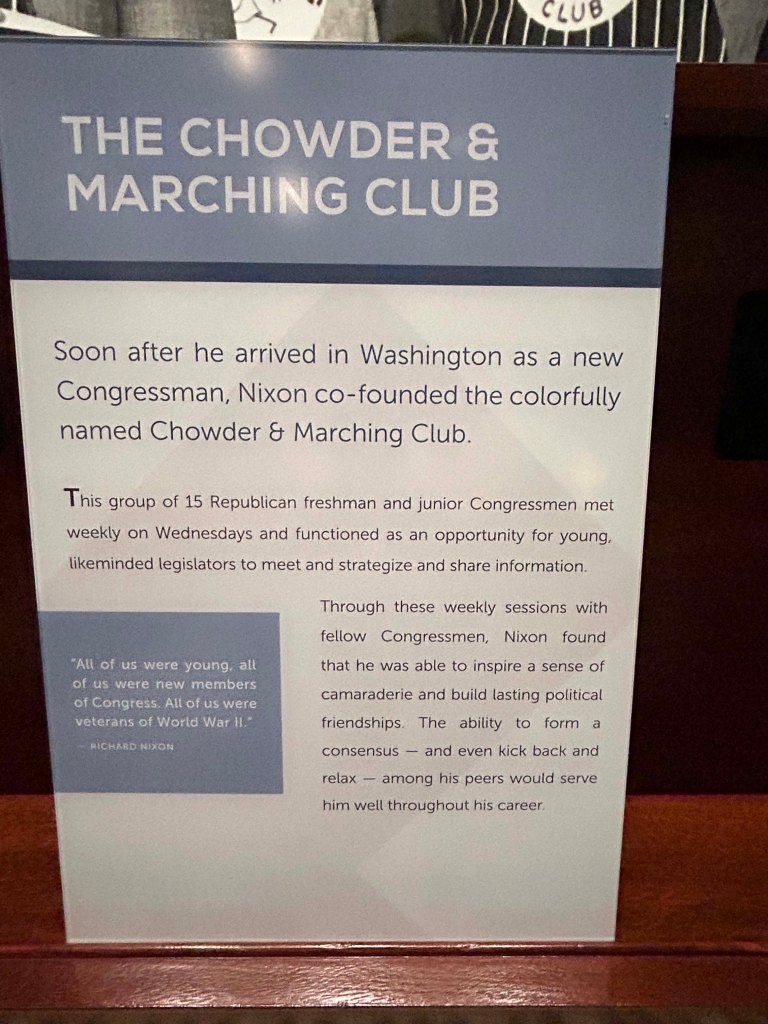 CLUB
THE CHOWDER &
MARCHING CLUB
Soon after he arrived in Washington as a new
Congressman, Nixon co-founded the colorfully
named Chowder & Marching Club.
This group of 15 Republican freshman and junior Congressmen met
weekly on Wednesdays and functioned as an opportunity for young,
likeminded legislators to meet and strategize and share information.
"All of us were young, all
of us were new members
of Congress. All of us were
veterans of World War II."
— RICHARD NIXON
Through these weekly sessions with
fellow Congressmen, Nixon found
that he was able to inspire a sense of
camaraderie and build lasting political
friendships. The ability to form a
consensus — and even kick back and
relax — among his peers would serve
him well throughout his career.